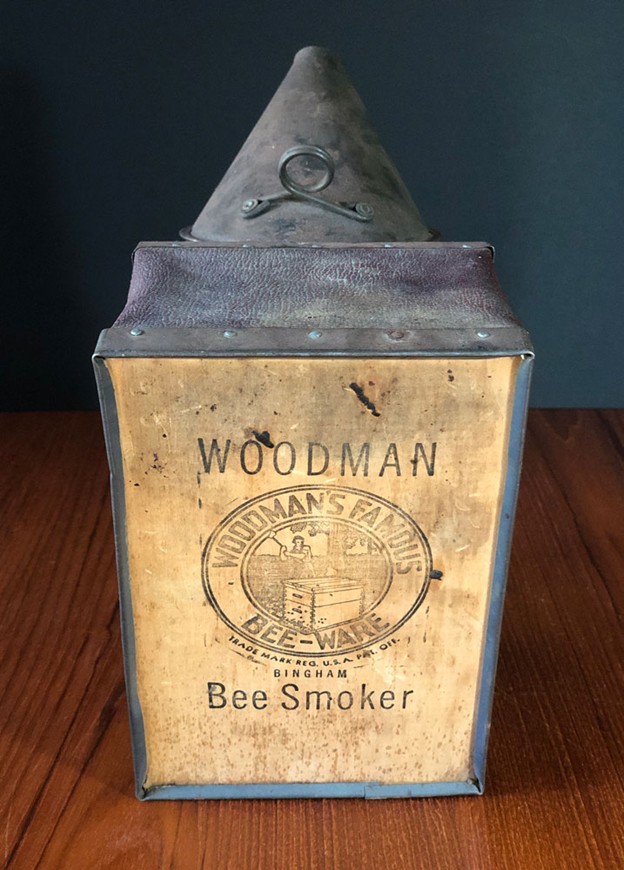 WOODMAN
WOODMAN'S FAMOUS
BEE-WARE
TRADE MARK REG. U.S.A. PAT. OFF.
BINGHAM
Bee Smoker